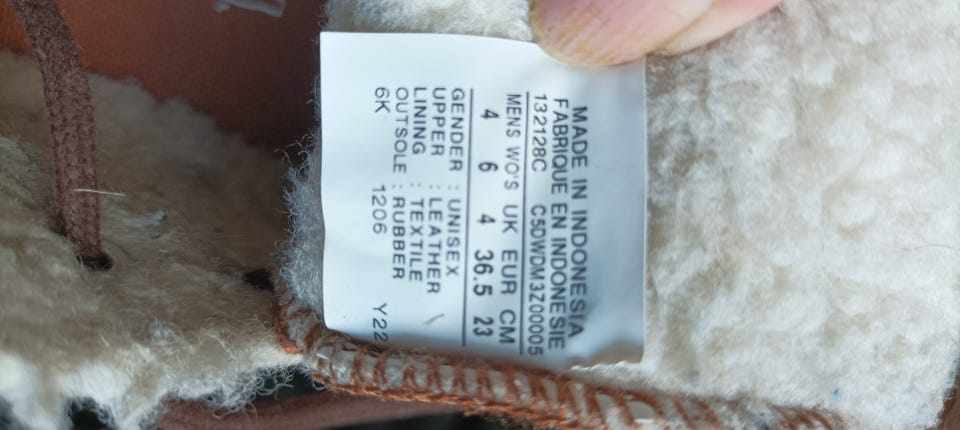 MADE IN INDONESIA
FABRIQUE EN INDONESIE
132128C C5DWDM3Z00005
MENS WO'S UK EUR CM
4 6 4 36.5 23
GENDER : UNISEX
UPPER : LEATHER
LINING : TEXTILE
OUTSOLE : RUBBER
6K 1206 Y22